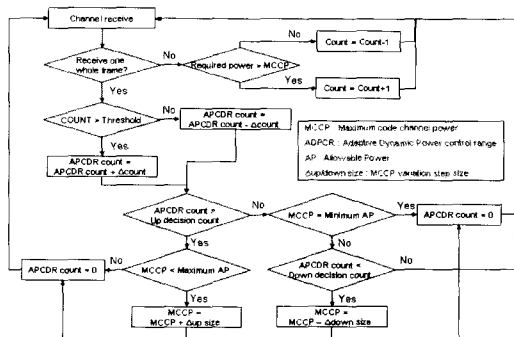 Channel receive
No
Count = Count-1
Receive one
whole frame?
No
Required power > MCCP
Yes
Count = Count+1
Yes
COUNT > Threshold
No
APCDR count =
APCDR count - Δcount
MCCP : Maximum code channel power
ADPCR : Adaptive Dynamic Power control range
AP : Allowable Power
Δup/down size : MCCP variation step size
Yes
APCDR count =
APCDR count + Δcount
APCDR count >
Up decision count
No
MCCP = Minimum AP
Yes
APCDR count = 0
Yes
No
APCDR count = 0
No
MCCP < Maximum AP
APCDR count <
Down decision count
No
Yes
Yes
MCCP =
MCCP + Δup size
MCCP =
MCCP - Δdown size